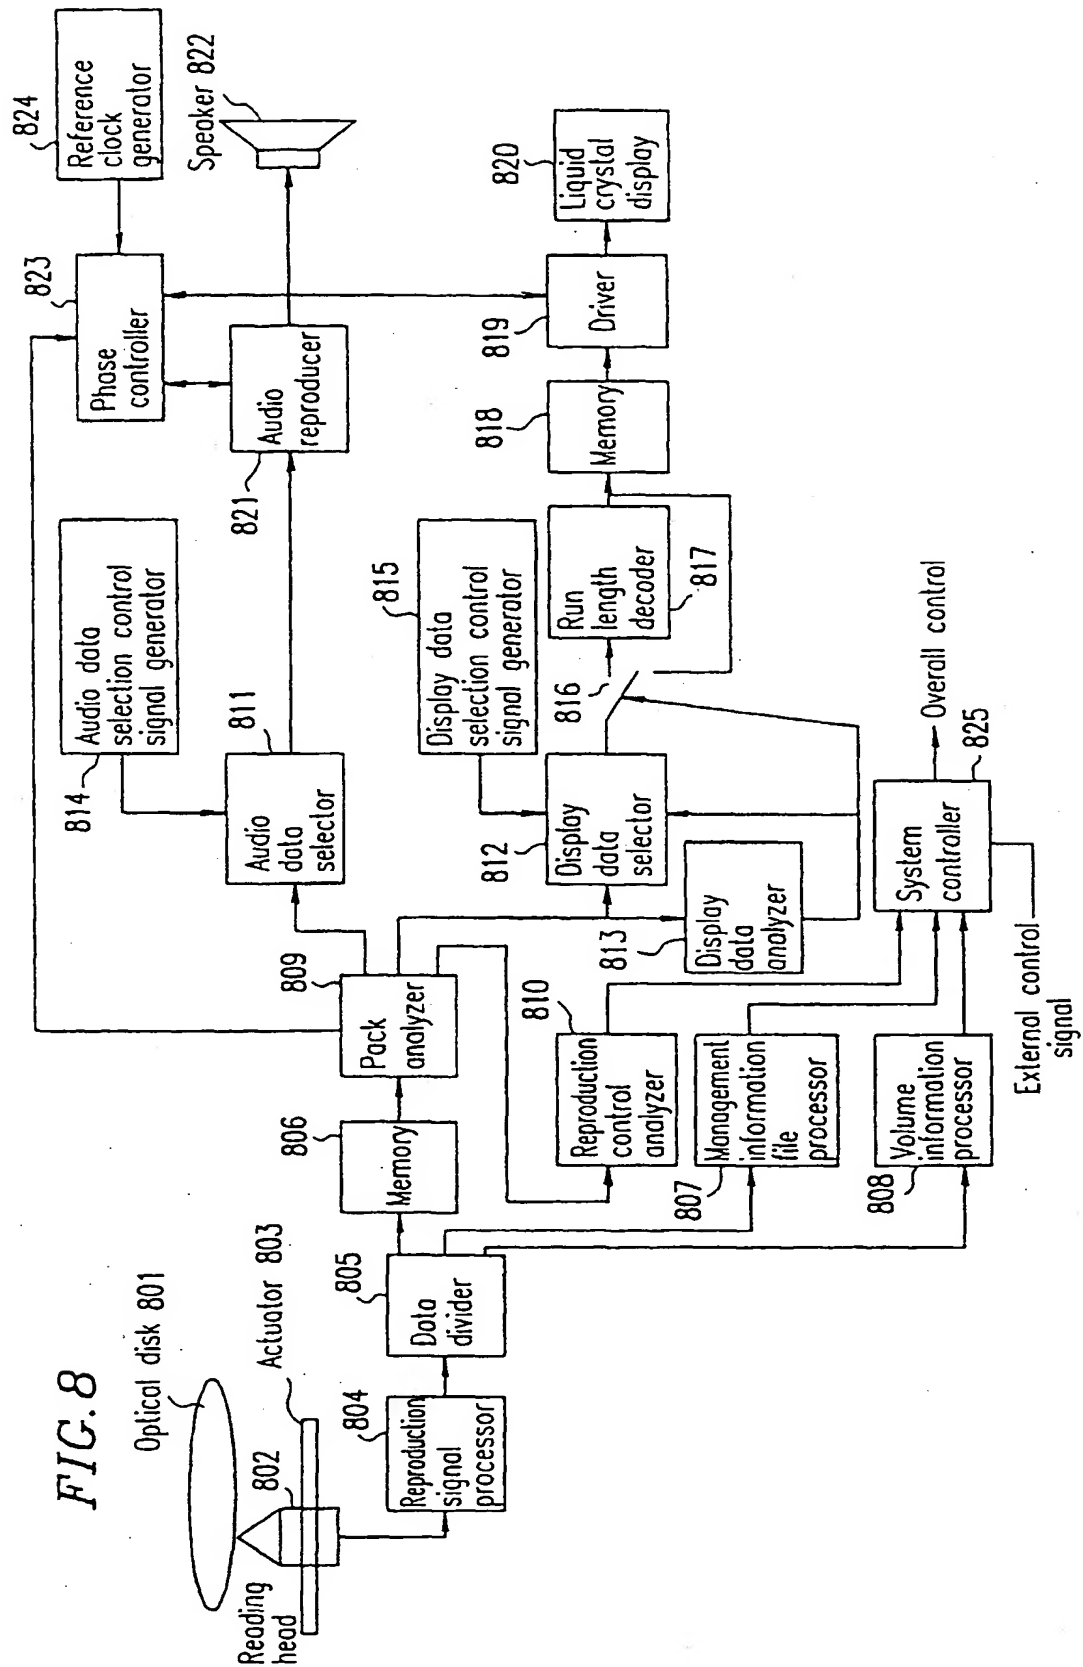 FIG.8
Optical disk 801
Reading
head
802
Actuator 803
804
Reproduction
signal
processor
805
Data
divider
806
Memory
809
Pack
analyzer
810
Reproduction
control
analyzer
807
Management
information
file
processor
808
Volume
information
processor
814
Audio data
selection control
signal generator
811
Audio data
selector
815
Display data
selection control
signal generator
812
Display
data
selector
813
Display
data
analyzer
816
Run
length
decoder
817
818
Memory
819
Driver
820
Liquid
crystal
display
821
Audio
reproducer
Speaker 822
823
Phase
controller
824
Reference
clock
generator
System
controller
825
Overall control
External control
signal